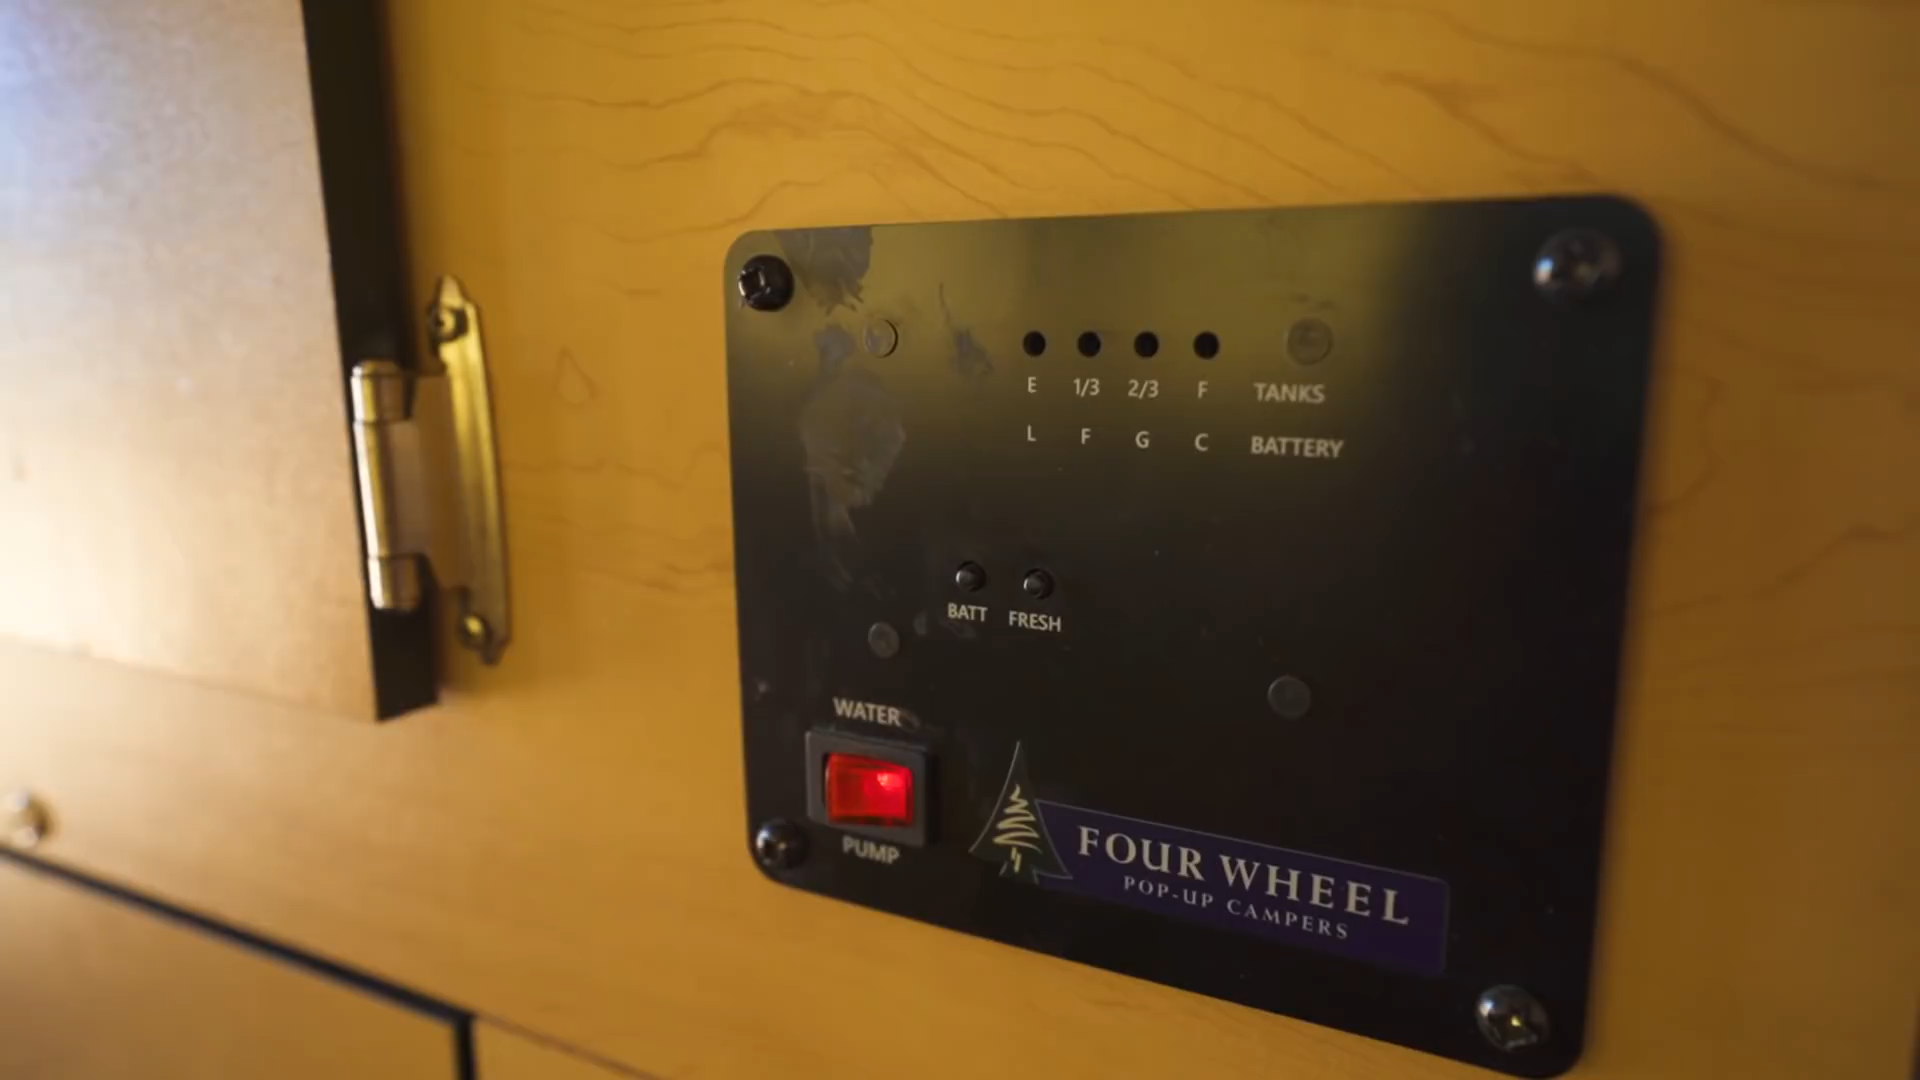 E 1/3 2/3 F TANKS
L F G C BATTERY
BATT FRESH
WATER
PUMP
FOUR WHEEL
POP-UP CAMPERS